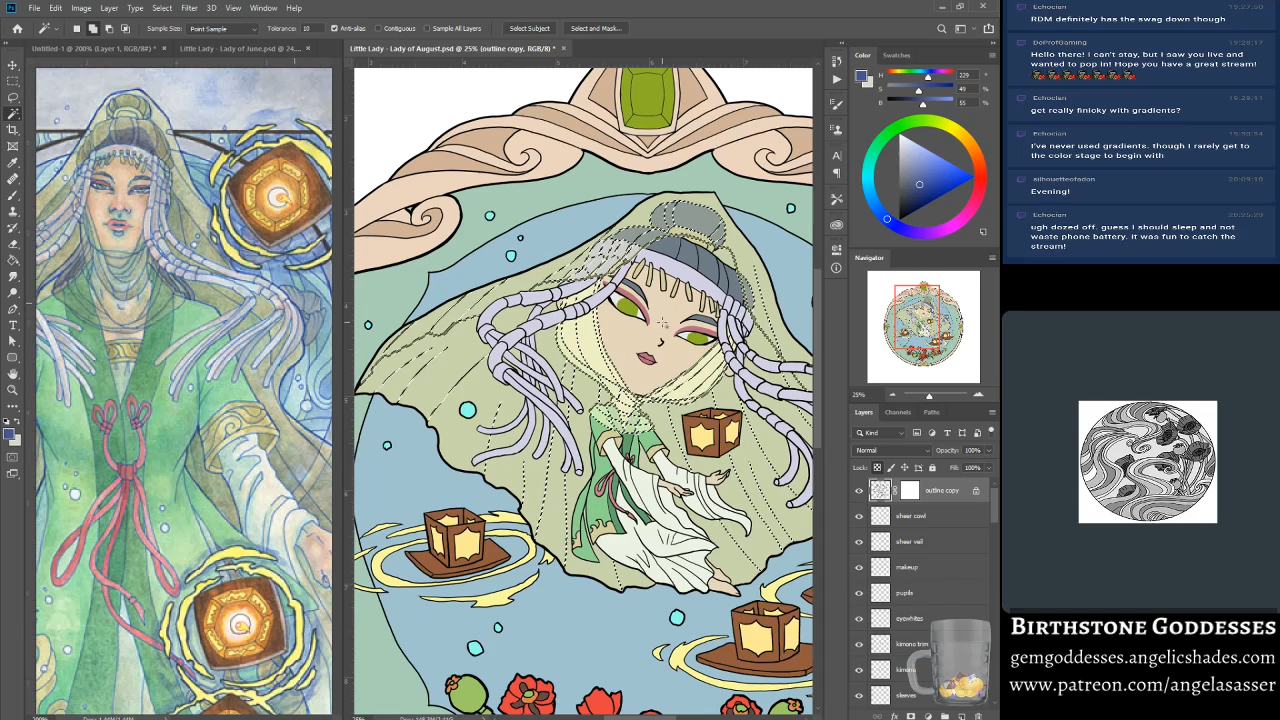 File Edit Image Layer Type Select Filter 3D View Plugins Window Help
Sample Size: Point Sample Tolerance: 10 Anti-alias Contiguous Sample All Layers Select Subject Select and Mask...
Untitled-1 @ 200% (Layer 1, RGB/8#) * × Little Lady - Lady of June.psd @ 24.... × Little Lady - Lady of August.psd @ 25% (outline copy, RGB/8) * ×
Color Swatches
H 229 °
S 49 %
B 55 %
Navigator
25%
Layers Channels Paths
Kind
Normal Opacity: 100%
Lock: Fill: 100%
outline copy
sheer cowl
sheer veil
makeup
pupils
eyewhites
kimono trim
sleeves
Echocian
RDM definitely has the swag down though
DoProfGaming
Hello there! I can't stay, but I saw you live and
wanted to pop in! Hope you have a great stream!
Echocian
get really finicky with gradients?
Echocian
I've never used gradients. though I rarely get to
the color stage to begin with
silhouetteofadon
Evening!
Echocian
ugh dozed off. guess I should sleep and not
waste phone battery. it was fun to catch the
stream!
Birthstone Goddesses
gemgoddesses.angelicshades.com
www.patreon.com/angelasasser